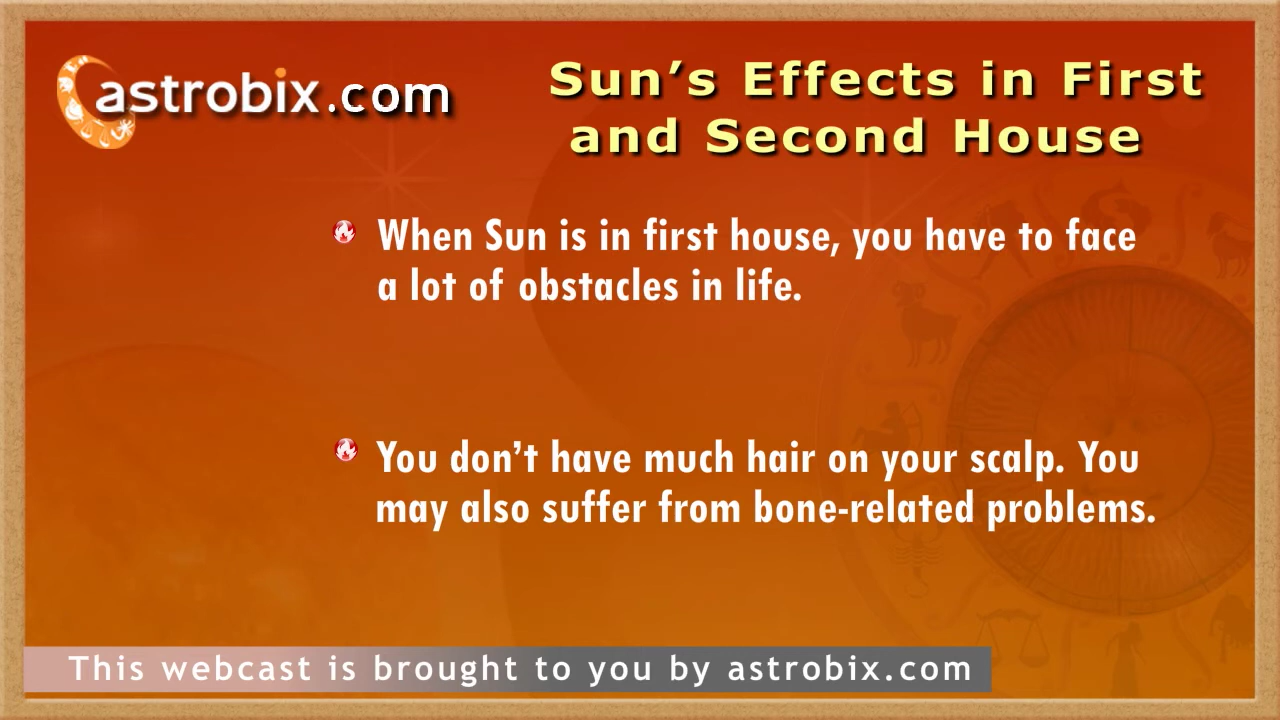 astrobix.com
Sun's Effects in First
and Second House
When Sun is in first house, you have to face
a lot of obstacles in life.
You don't have much hair on your scalp. You
may also suffer from bone-related problems.
This webcast is brought to you by astrobix.com